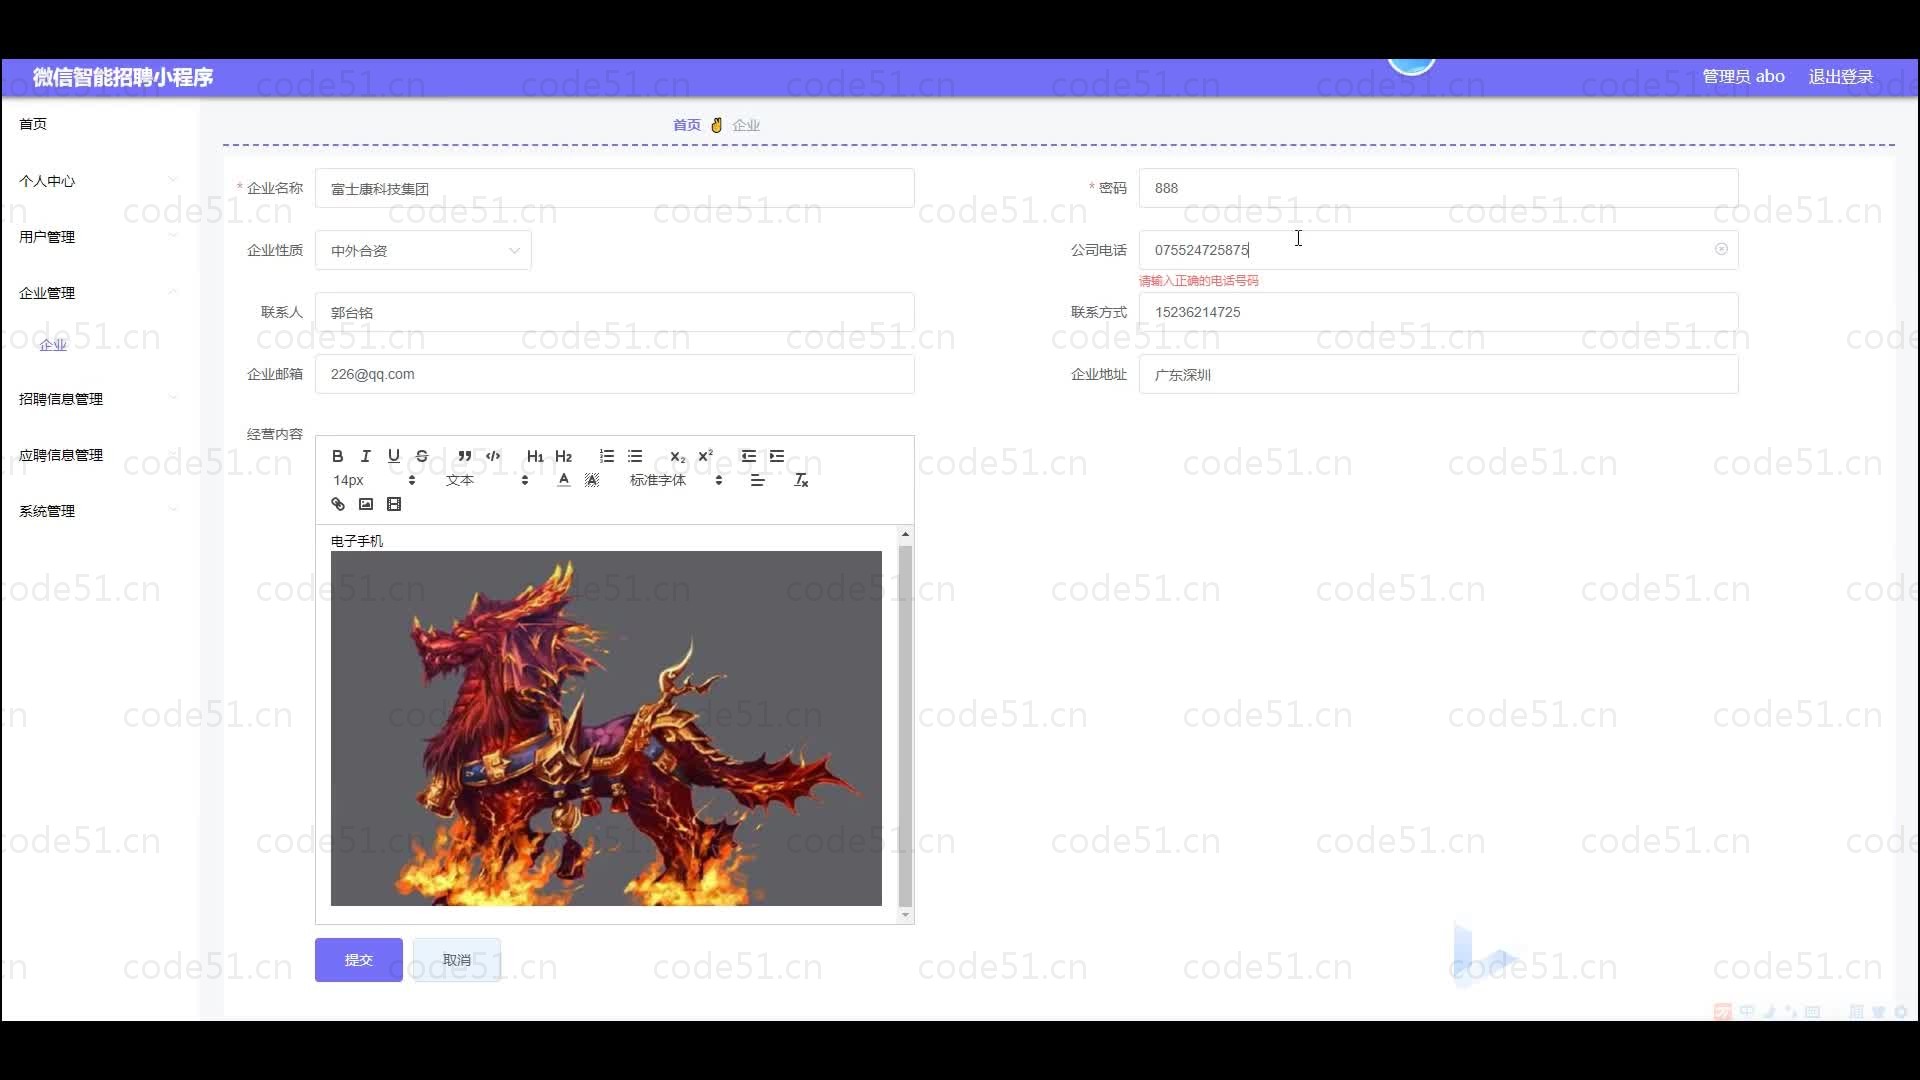 微信智能招聘小程序
管理员 abo 退出登录
首页
个人中心
用户管理
企业管理
企业
招聘信息管理
应聘信息管理
系统管理
首页 企业
* 企业名称 富士康科技集团
* 密码 888
企业性质 中外合资
公司电话 075524725875
请输入正确的电话号码
联系人 郭台铭
联系方式 15236214725
企业邮箱 226@qq.com
企业地址 广东深圳
经营内容
B I U S H1 H2 X2 X2
14px 文本 A A 标准字体
电子手机
提交 取消
code51.cn